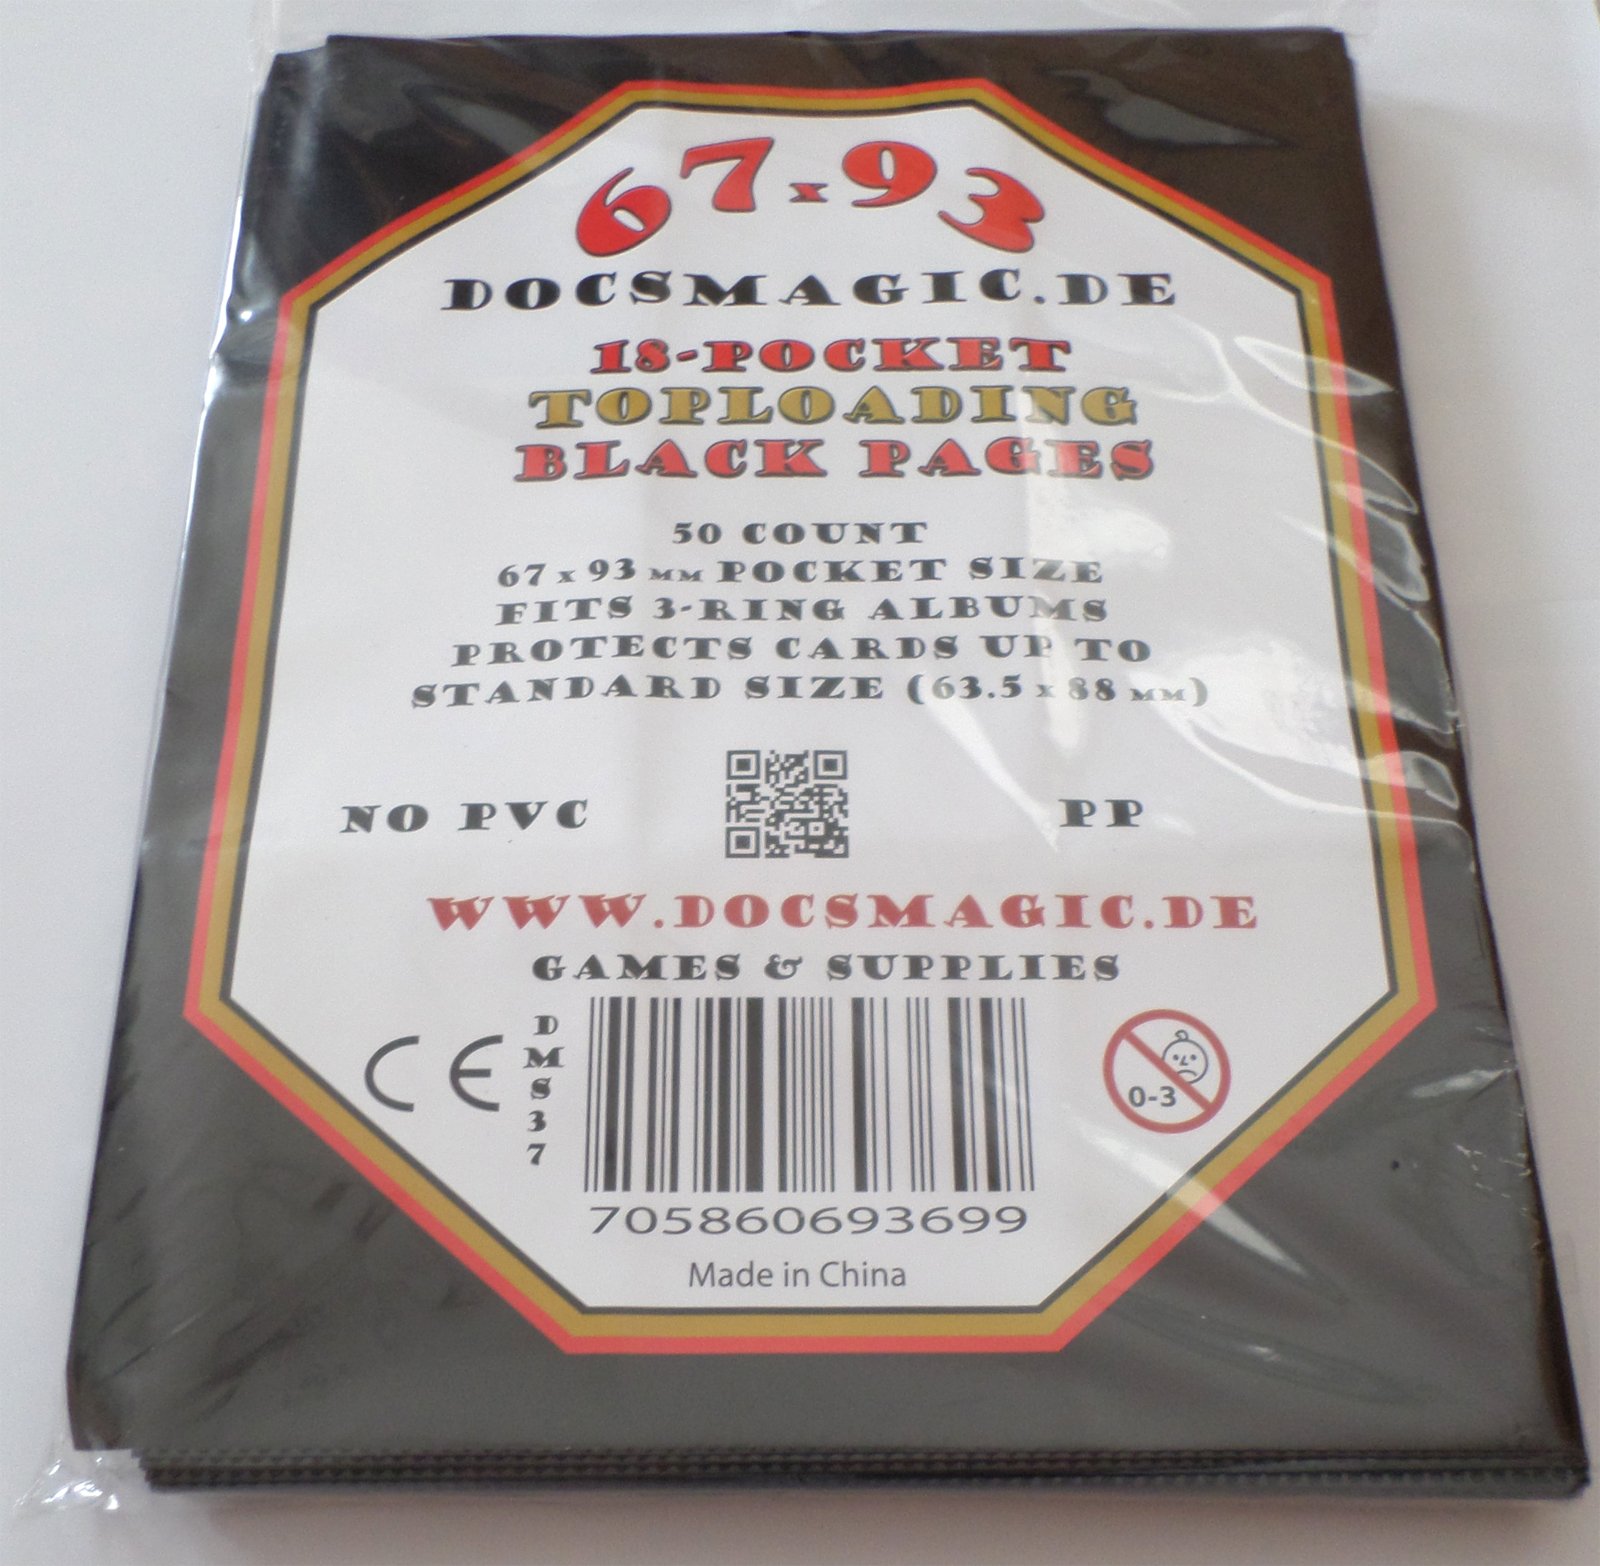 67x93
DOCSMAGIC.DE
18-POCKET
TOPLOADING
BLACK PAGES
50 COUNT
67 x 93 MM POCKET SIZE
FITS 3-RING ALBUMS
PROTECTS CARDS UP TO
STANDARD SIZE (63.5 x 88 MM)
NO PVC
PP
WWW.DOCSMAGIC.DE
GAMES & SUPPLIES
CE
DMS37
0-3
705860693699
Made in China